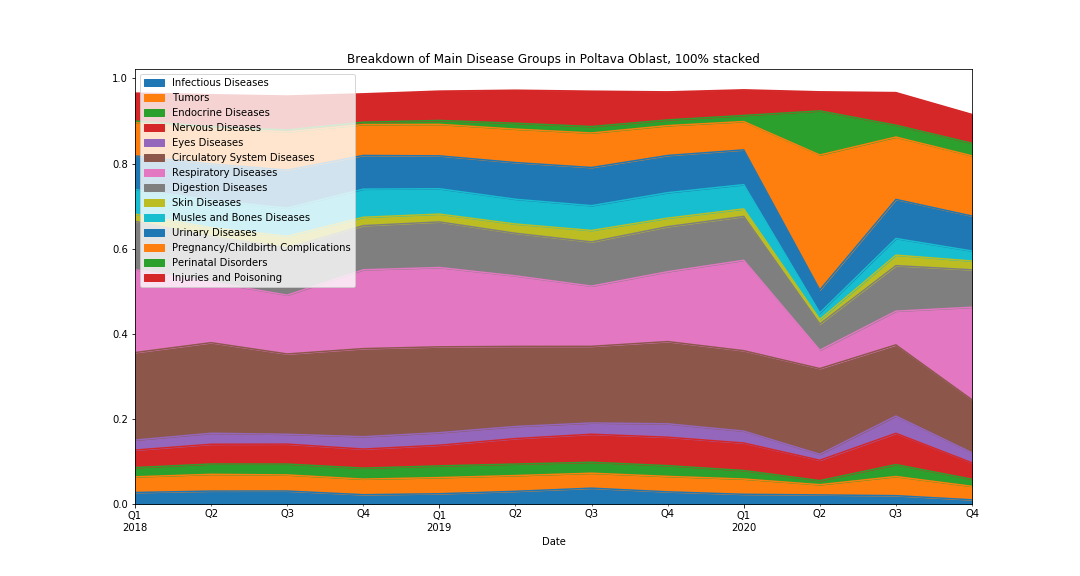 Breakdown of Main Disease Groups in Poltava Oblast, 100% stacked
1.0
0.8
0.6
0.4
0.2
0.0
Infectious Diseases
Tumors
Endocrine Diseases
Nervous Diseases
Eyes Diseases
Circulatory System Diseases
Respiratory Diseases
Digestion Diseases
Skin Diseases
Musles and Bones Diseases
Urinary Diseases
Pregnancy/Childbirth Complications
Perinatal Disorders
Injuries and Poisoning
Q1 Q2 Q3 Q4 Q1 Q2 Q3 Q4 Q1 Q2 Q3 Q4
2018 2019 2020
Date